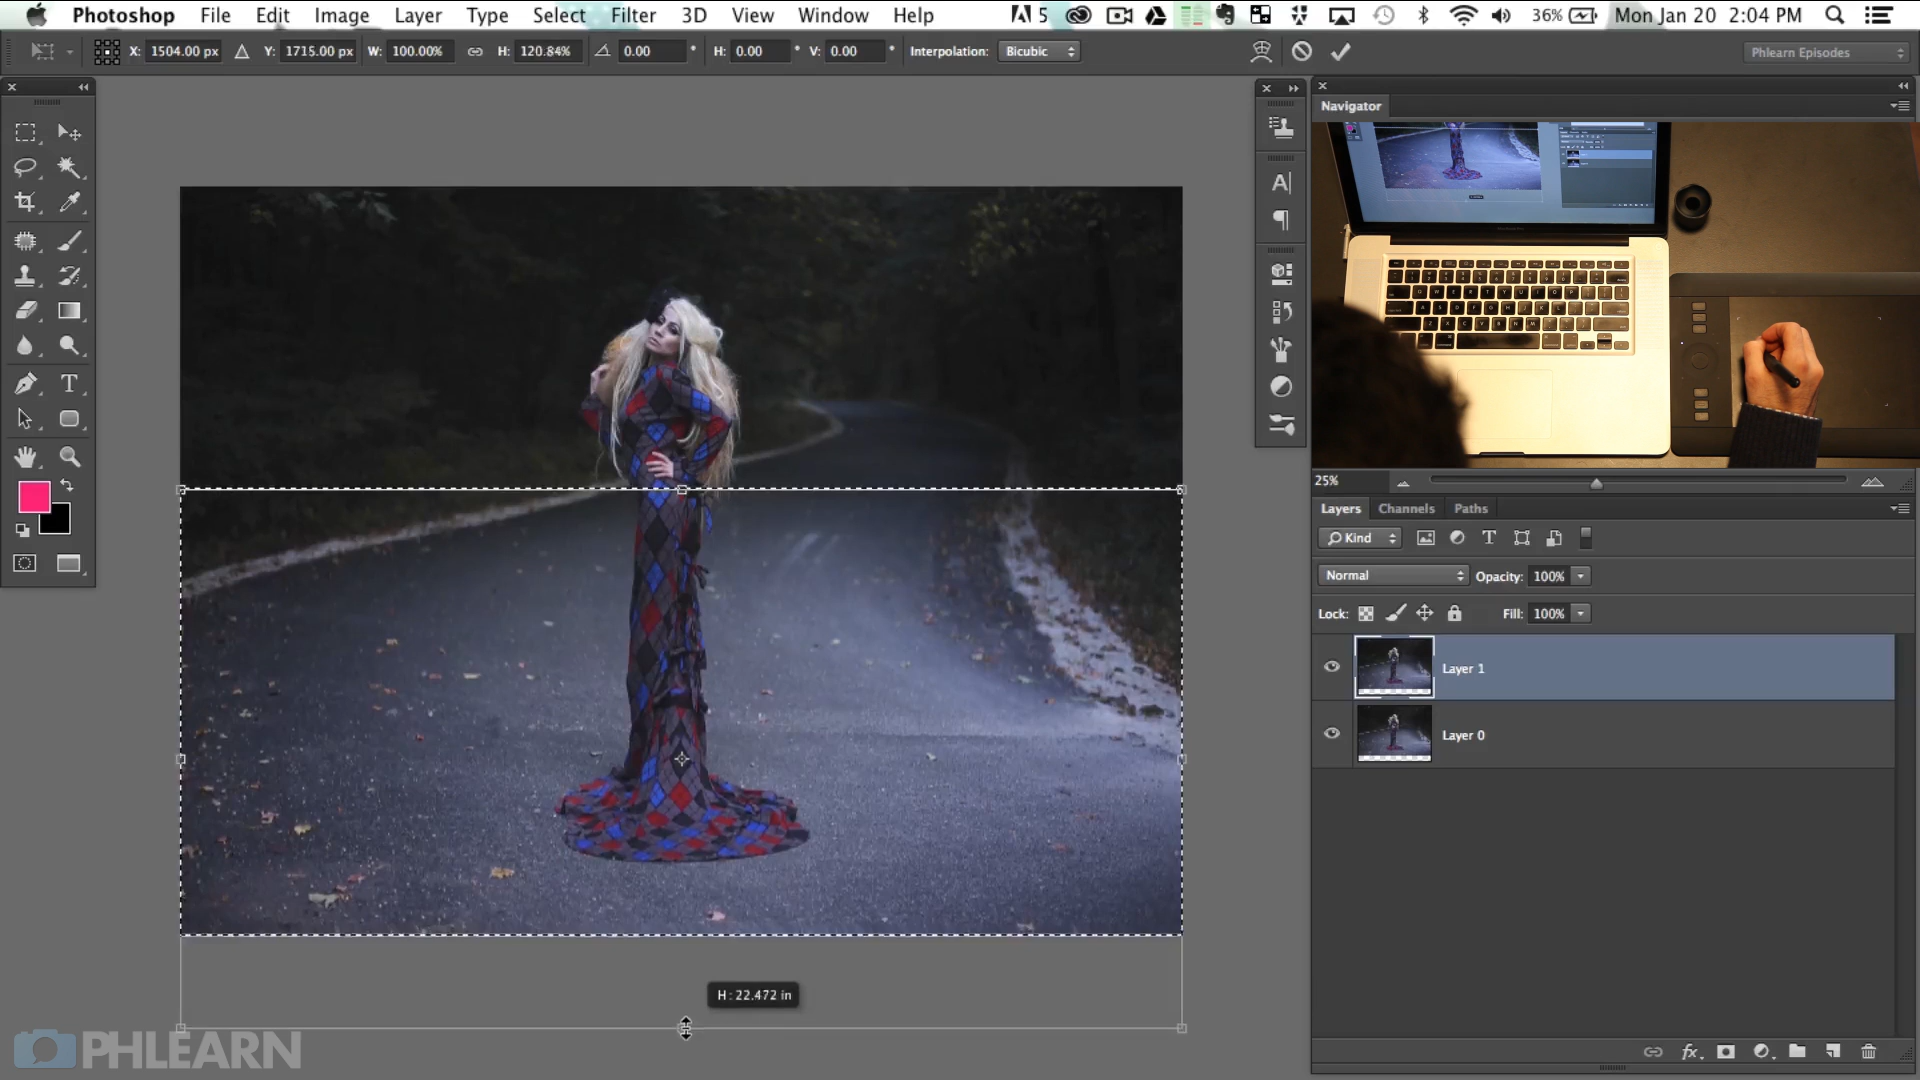 Photoshop File Edit Image Layer Type Select Filter 3D View Window Help 5 36% Mon Jan 20 2:04 PM
X: 1504.00 px Y: 1715.00 px W: 100.00% H: 120.84% 0.00 ° H: 0.00 ° V: 0.00 ° Interpolation: Bicubic Phlearn Episodes
Navigator
25%
Layers Channels Paths
Kind
Normal Opacity: 100%
Lock: Fill: 100%
Layer 1
Layer 0
H: 22.472 in
PHLEARN